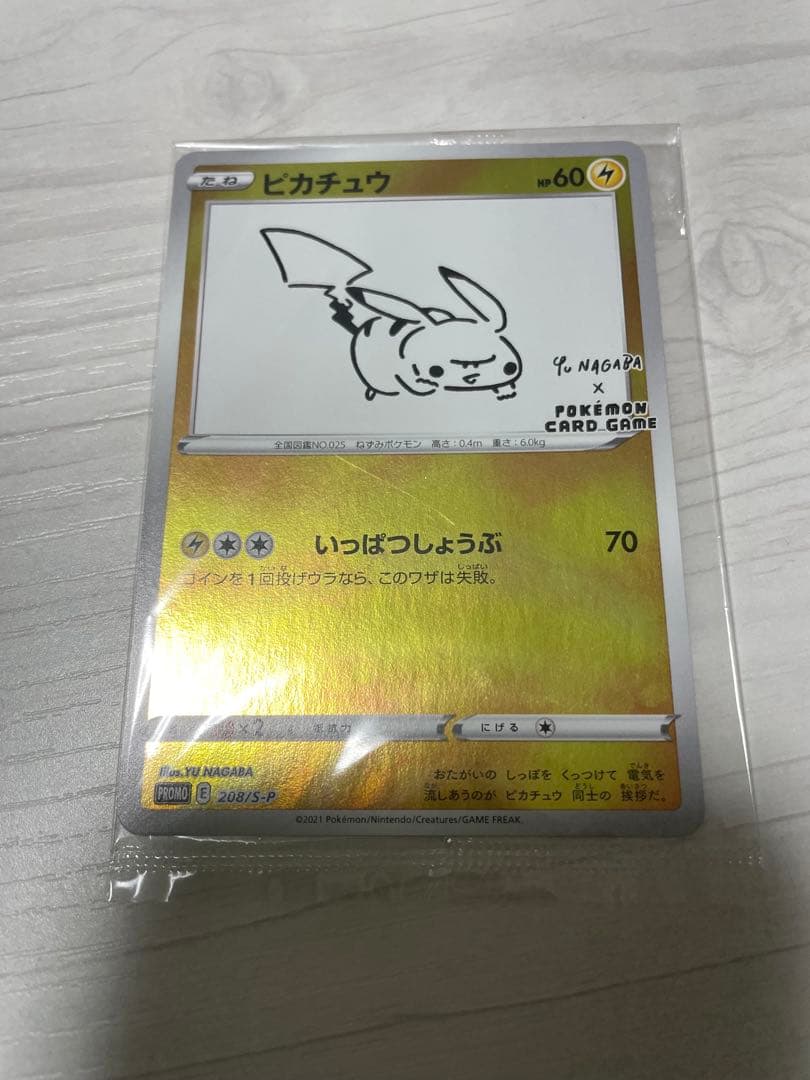 たね ピカチュウ HP60
Yu NAGABA
×
POKÉMON
CARD GAME
全国図鑑NO.025 ねずみポケモン 高さ:0.4m 重さ:6.0kg
いっぱつしょうぶ 70
コインを1回投げウラなら、このワザは失敗。
×2 抵抗力 にげる
Illus.YU NAGABA
PROMO E 208/S-P
おたがいの しっぽを くっつけて 電気を
流しあうのが ピカチュウ 同士の 挨拶だ。
©2021 Pokémon/Nintendo/Creatures/GAME FREAK.